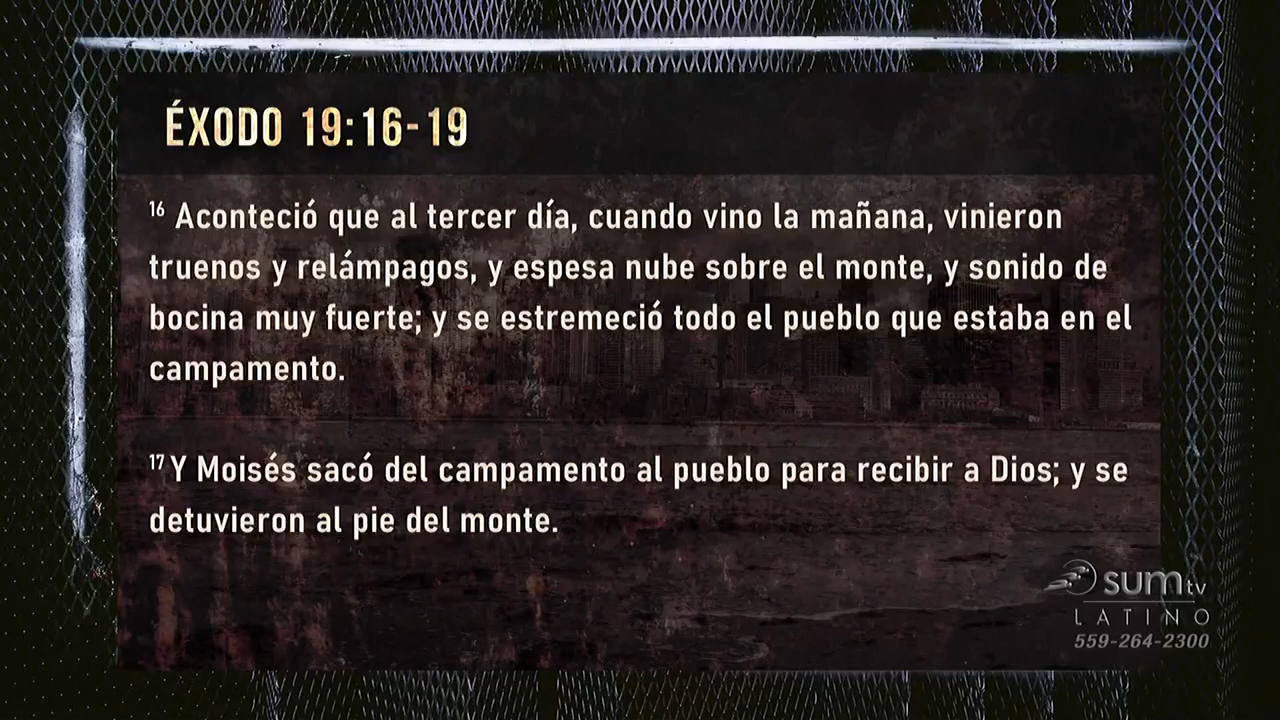 ÉXODO 19:16-19
16 Aconteció que al tercer día, cuando vino la mañana, vinieron
truenos y relámpagos, y espesa nube sobre el monte, y sonido de
bocina muy fuerte; y se estremeció todo el pueblo que estaba en el
campamento.
17 Y Moisés sacó del campamento al pueblo para recibir a Dios; y se
detuvieron al pie del monte.
sumtv
LATINO
559-264-2300